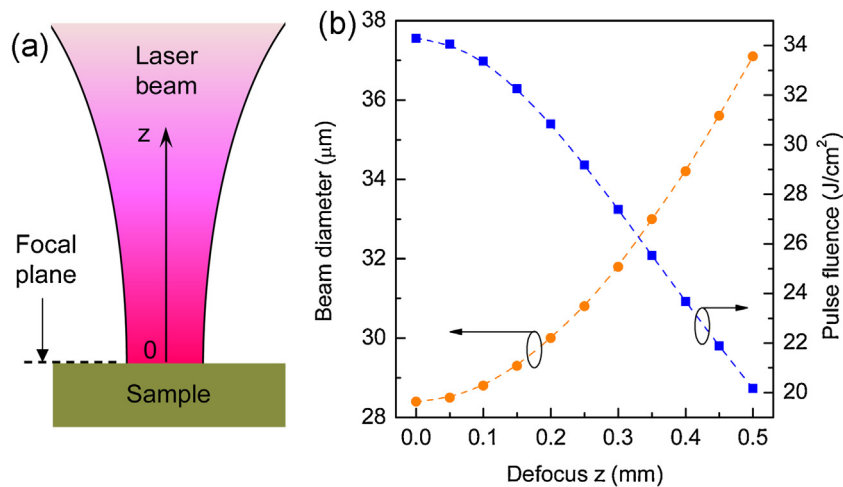 (a)
Laser
beam
z
Focal
plane
0
Sample
(b)
38
36
34
32
30
28
Beam diameter (μm)
0.0 0.1 0.2 0.3 0.4 0.5
Defocus z (mm)
34
32
30
28
26
24
22
20
Pulse fluence (J/cm²)